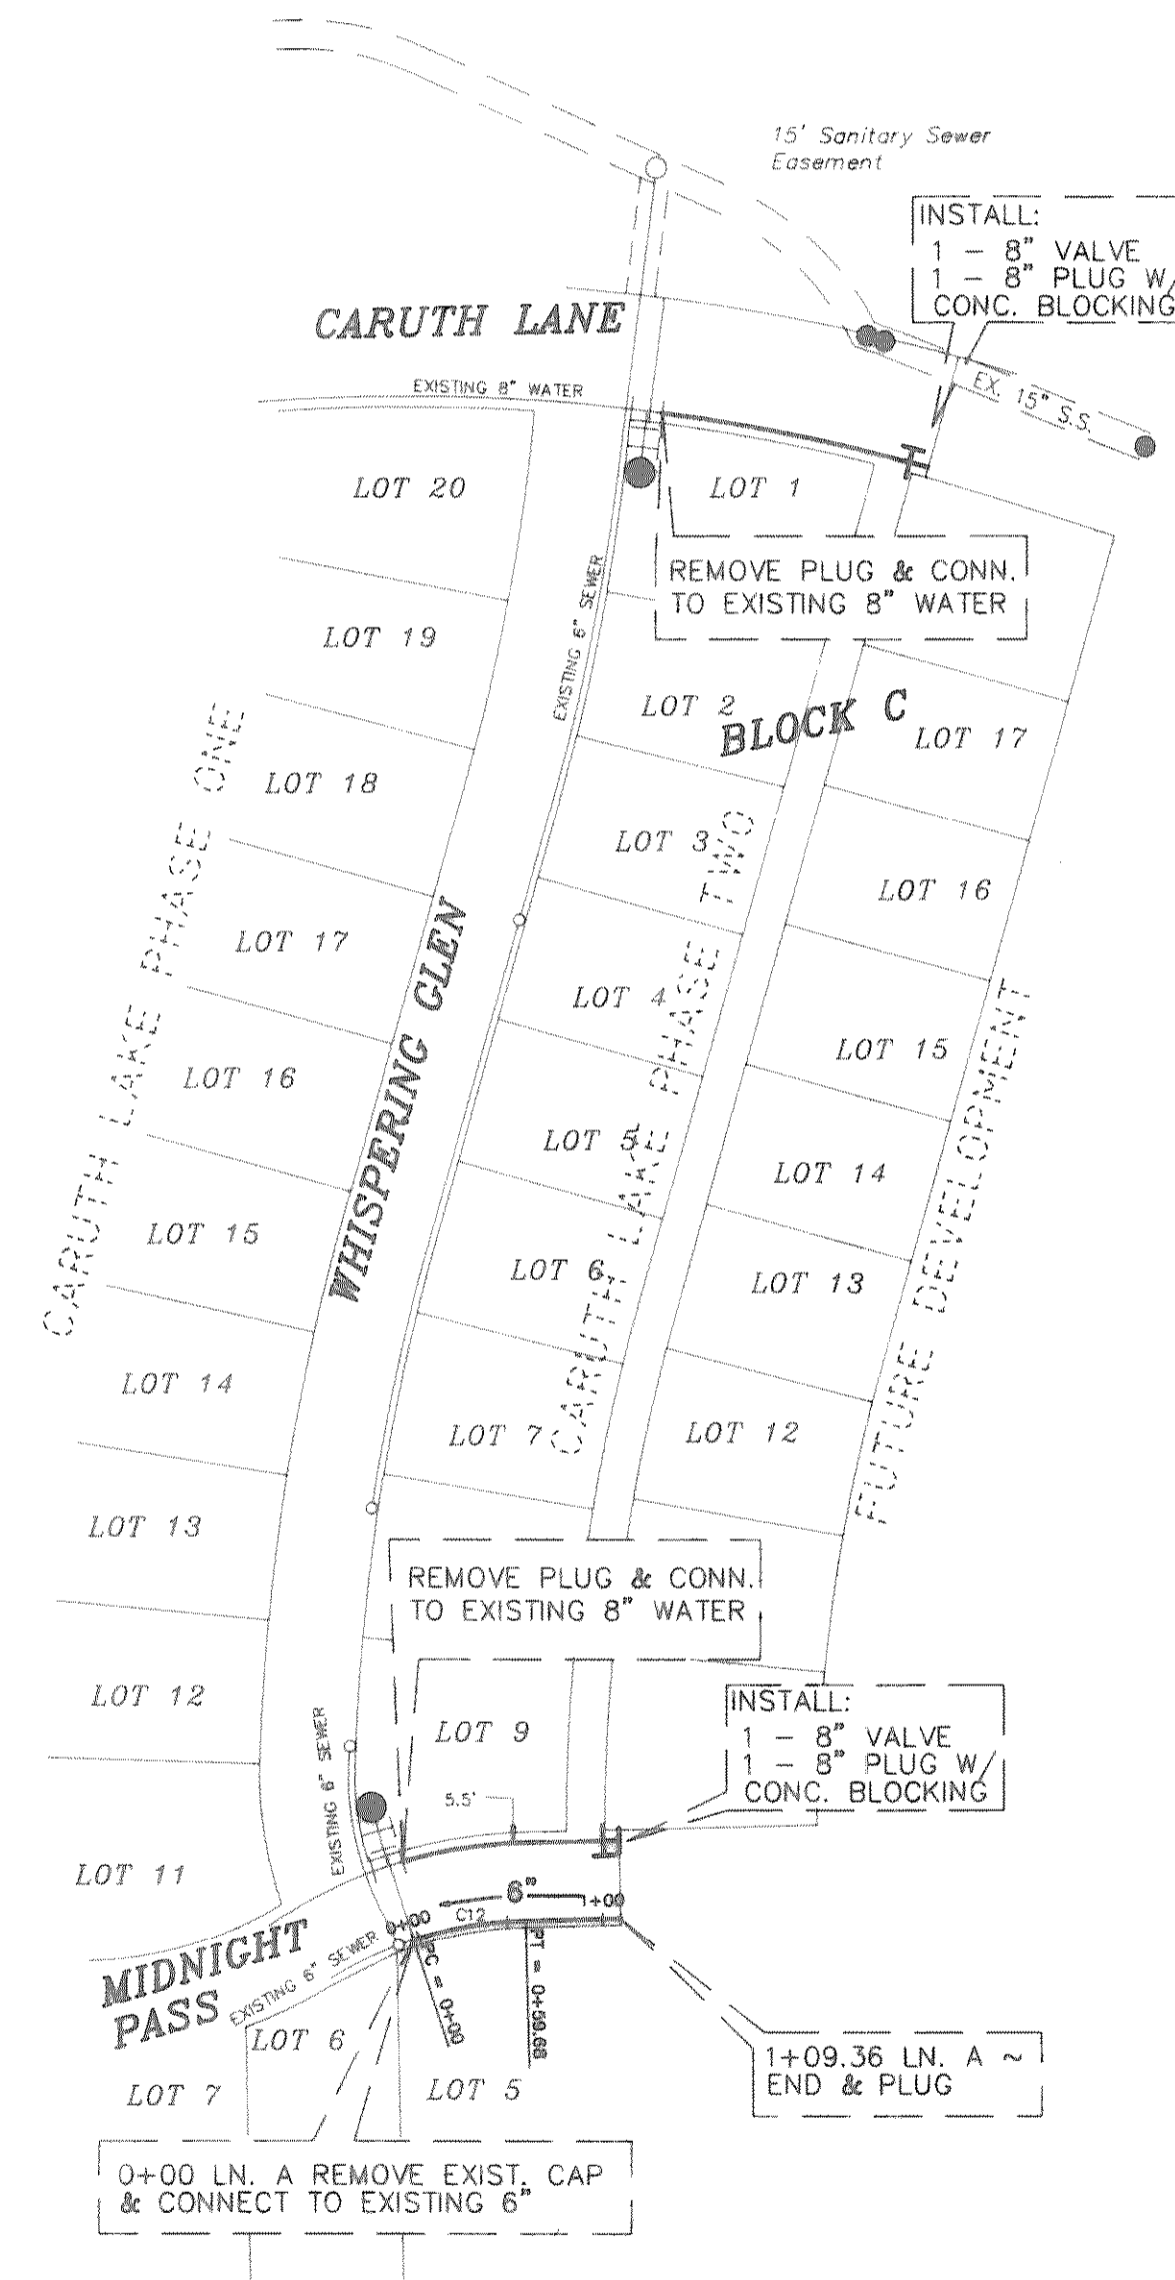 15' Sanitary Sewer
Easement
INSTALL:
1 - 8" VALVE
1 - 8" PLUG W/
CONC. BLOCKING
CARUTH LANE
EXISTING 8" WATER
EX. 15" S.S.
LOT 20
LOT 1
REMOVE PLUG & CONN.
TO EXISTING 8" WATER
EXISTING 6" SEWER
LOT 19
LOT 2
BLOCK C
LOT 17
LOT 18
LOT 3
LOT 16
CARUTH LAKE PHASE ONE
LOT 17
WHISPERING GLEN
LOT 4
CARUTH LAKE PHASE TWO
LOT 15
FUTURE DEVELOPMENT
LOT 16
LOT 5
LOT 14
LOT 15
LOT 6
LOT 13
LOT 14
LOT 7
LOT 12
LOT 13
REMOVE PLUG & CONN.
TO EXISTING 8" WATER
LOT 12
INSTALL:
1 - 8" VALVE
1 - 8" PLUG W/
CONC. BLOCKING
LOT 9
EXISTING 6" SEWER
5.5'
LOT 11
6"
1+00
0+00
C12
MIDNIGHT
PASS
EXISTING 6" SEWER
PC = 0+00
PT = 0+59.68
LOT 6
LOT 7
LOT 5
1+09.36 LN. A ~
END & PLUG
0+00 LN. A REMOVE EXIST. CAP
& CONNECT TO EXISTING 6"